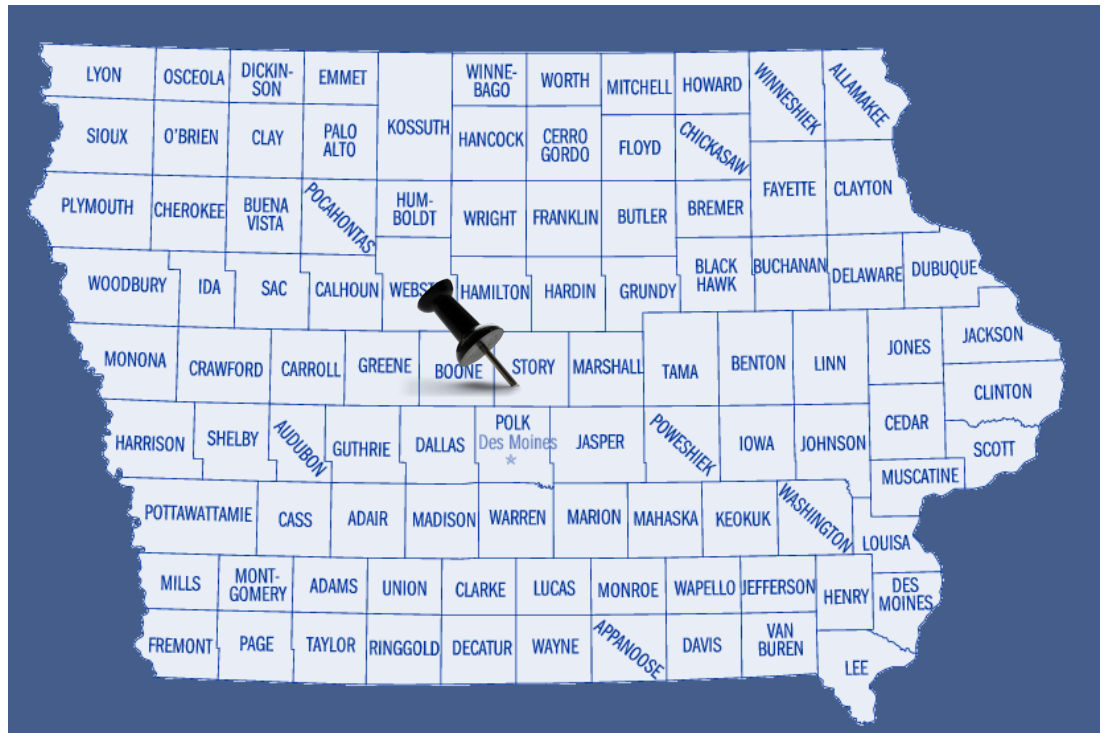 LYON
OSCEOLA
DICKIN-
SON
EMMET
KOSSUTH
WINNE-
BAGO
WORTH
MITCHELL
HOWARD
WINNESHIEK
ALLAMAKEE
SIOUX
O'BRIEN
CLAY
PALO
ALTO
HANCOCK
CERRO
GORDO
FLOYD
CHICKASAW
FAYETTE
CLAYTON
PLYMOUTH
CHEROKEE
BUENA
VISTA
POCAHONTAS
HUM-
BOLDT
WRIGHT
FRANKLIN
BUTLER
BREMER
WOODBURY
IDA
SAC
CALHOUN
WEBST
HAMILTON
HARDIN
GRUNDY
BLACK
HAWK
BUCHANAN
DELAWARE
DUBUQUE
MONONA
CRAWFORD
CARROLL
GREENE
BOONE
STORY
MARSHALL
TAMA
BENTON
LINN
JONES
JACKSON
CLINTON
HARRISON
SHELBY
AUDUBON
GUTHRIE
DALLAS
POLK
Des Moines
JASPER
POWESHIEK
IOWA
JOHNSON
CEDAR
SCOTT
MUSCATINE
POTTAWATTAMIE
CASS
ADAIR
MADISON
WARREN
MARION
MAHASKA
KEOKUK
WASHINGTON
LOUISA
MILLS
MONT-
GOMERY
ADAMS
UNION
CLARKE
LUCAS
MONROE
WAPELLO
JEFFERSON
HENRY
DES
MOINES
FREMONT
PAGE
TAYLOR
RINGGOLD
DECATUR
WAYNE
APPANOOSE
DAVIS
VAN
BUREN
LEE